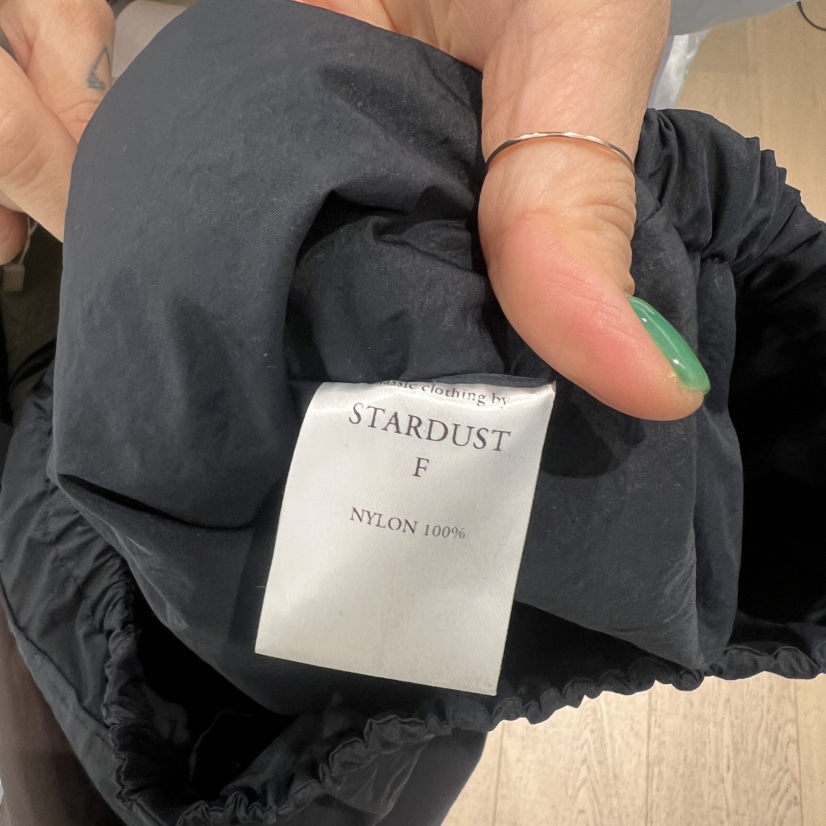 clothing by
STARDUST
F
NYLON 100%